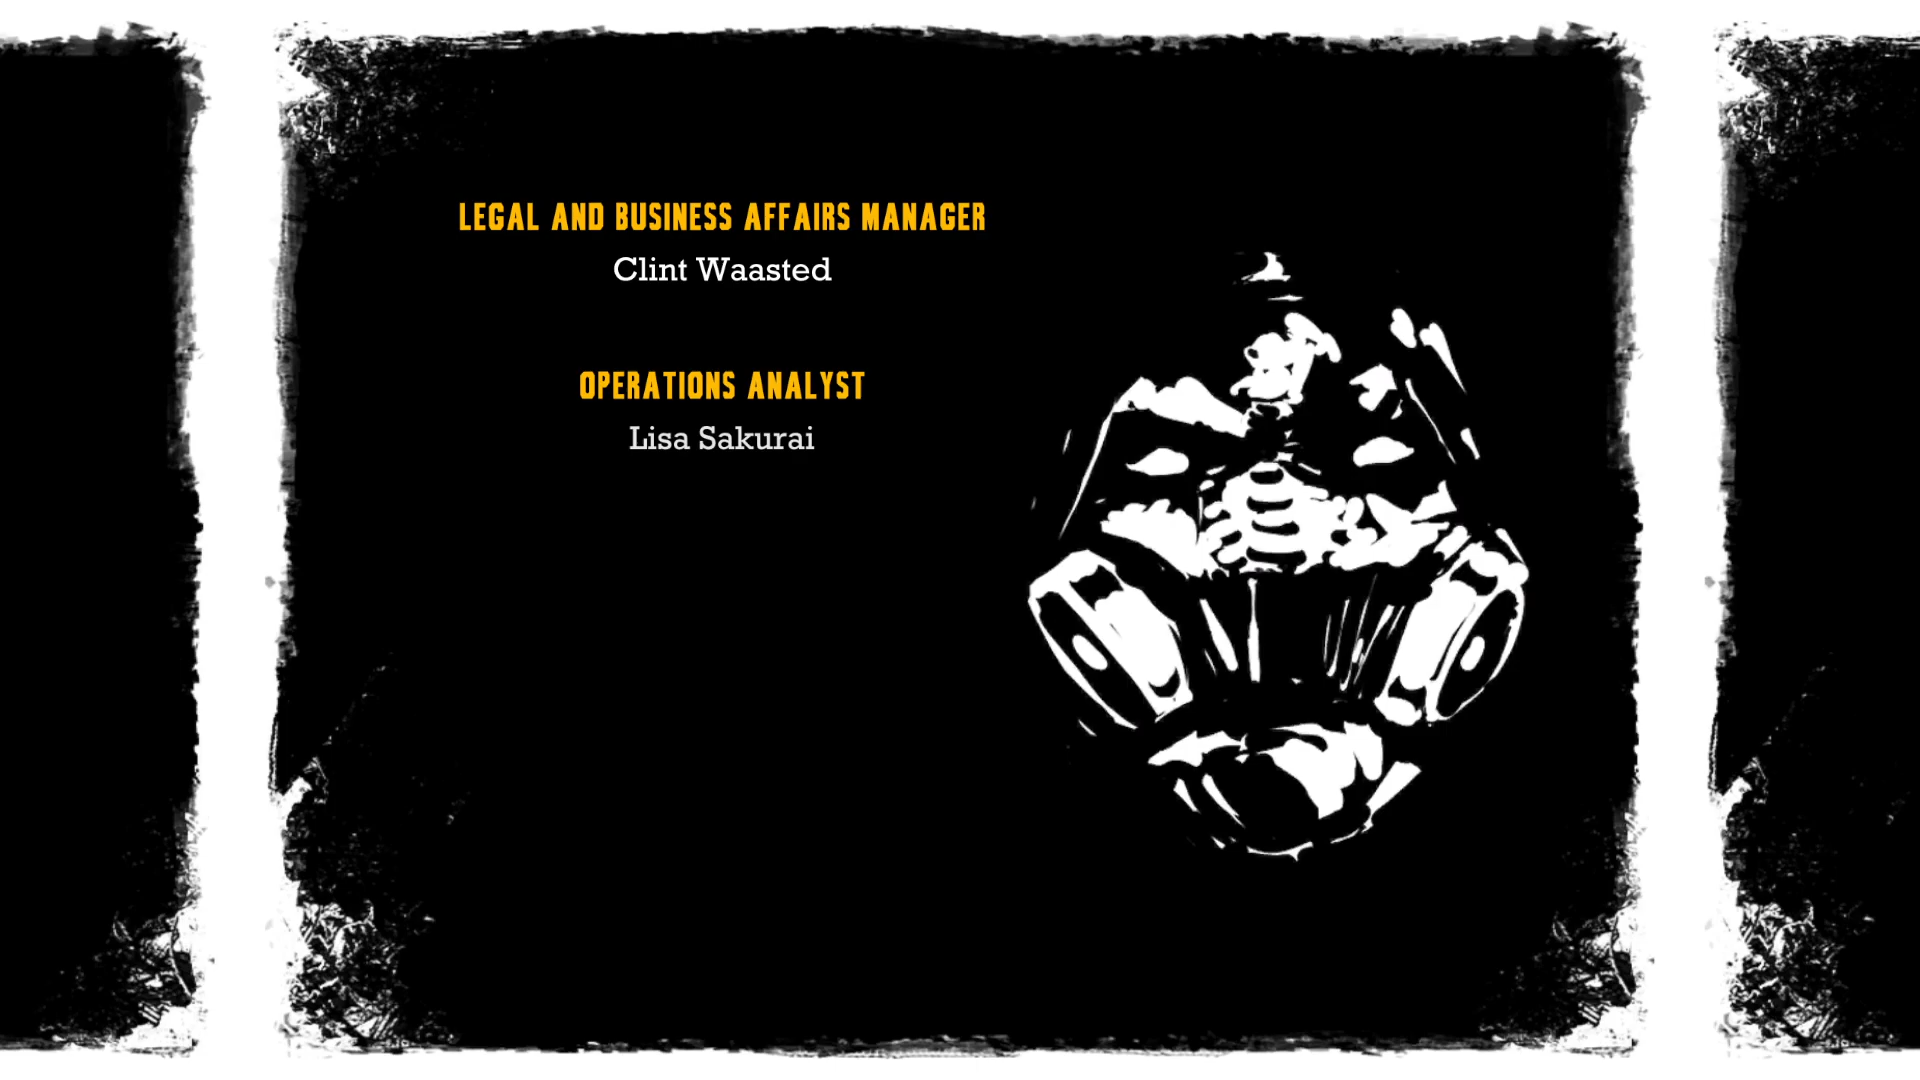 LEGAL AND BUSINESS AFFAIRS MANAGER
Clint Waasted
OPERATIONS ANALYST
Lisa Sakurai